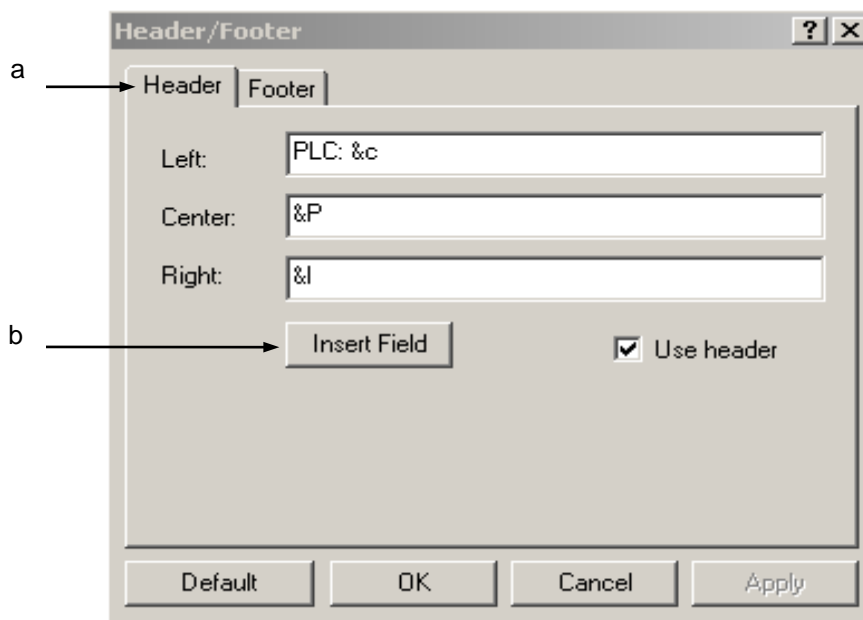 Header/Footer
a
Header Footer
Left: PLC: &c
Center: &P
Right: &l
b
Insert Field Use header
Default OK Cancel Apply